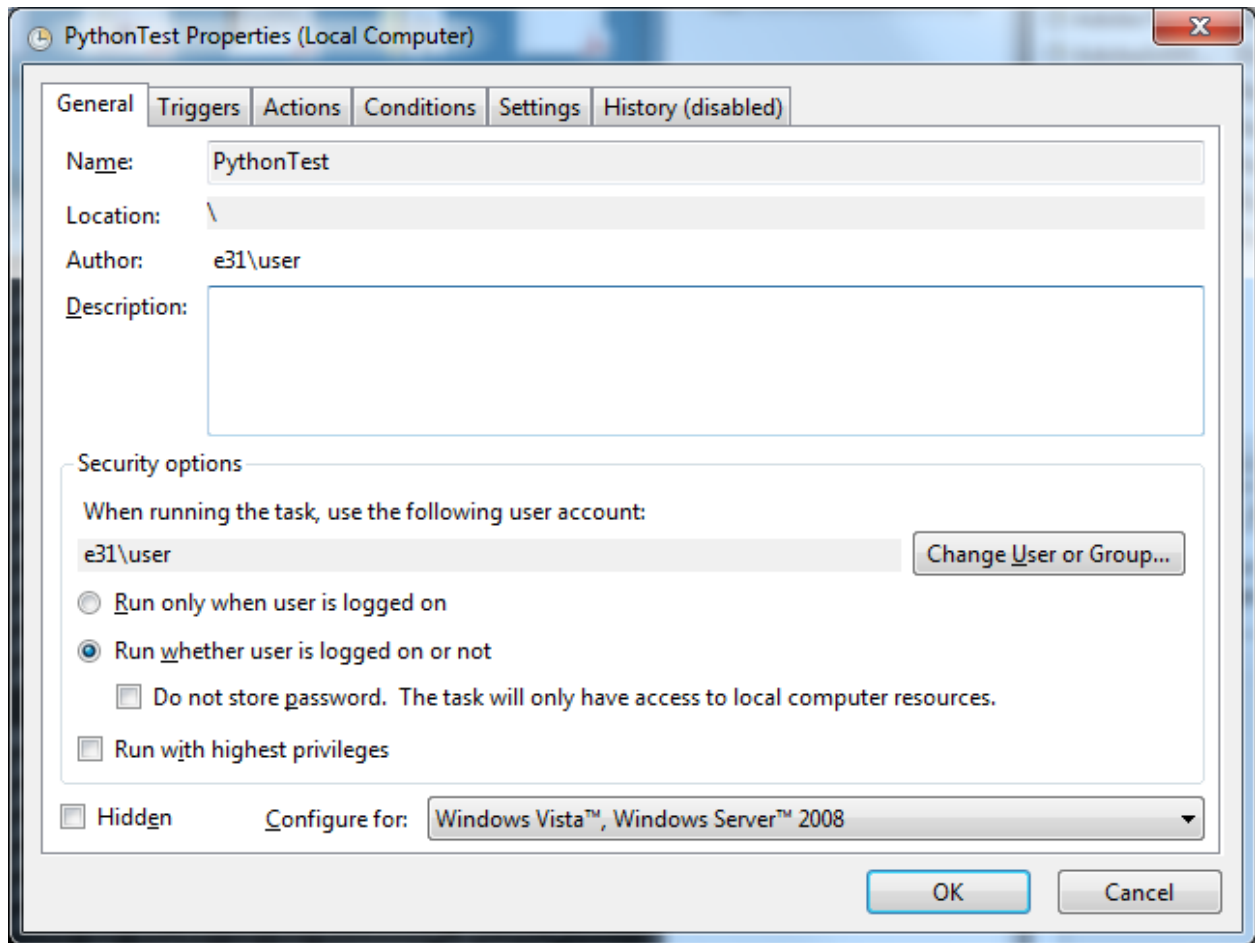 PythonTest Properties (Local Computer)
X
General Triggers Actions Conditions Settings History (disabled)
Name: PythonTest
Location: \
Author: e31\user
Description:
Security options
When running the task, use the following user account:
e31\user Change User or Group...
Run only when user is logged on
Run whether user is logged on or not
Do not store password. The task will only have access to local computer resources.
Run with highest privileges
Hidden Configure for: Windows Vista™, Windows Server™ 2008
OK Cancel